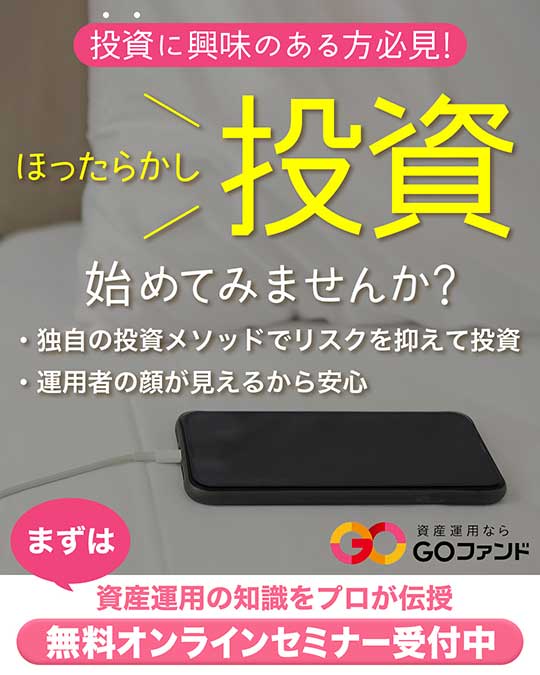 投資に興味のある方必見!
ほったらかし
投資
始めてみませんか?
・独自の投資メソッドでリスクを抑えて投資
・運用者の顔が見えるから安心
資産運用なら
GOファンド
まずは
資産運用の知識をプロが伝授
無料オンラインセミナー受付中